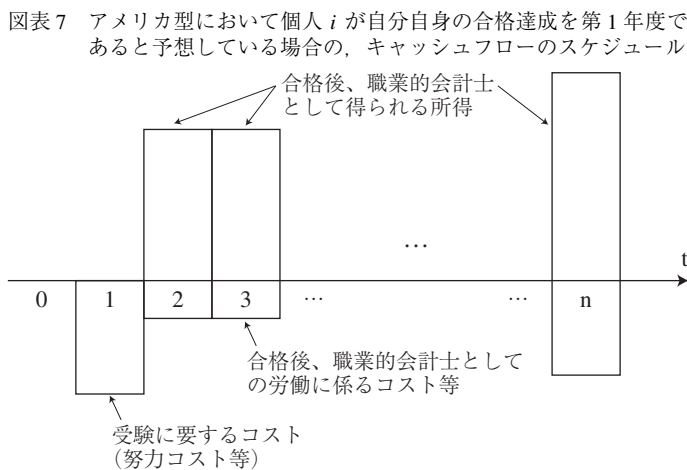 図表7　アメリカ型において個人 i が自分自身の合格達成を第1年度で
あると予想している場合の，キャッシュフローのスケジュール
合格後、職業的会計士
として得られる所得
…
t
0 1 2 3 … … n
合格後、職業的会計士として
の労働に係るコスト等
受験に要するコスト
（努力コスト等）